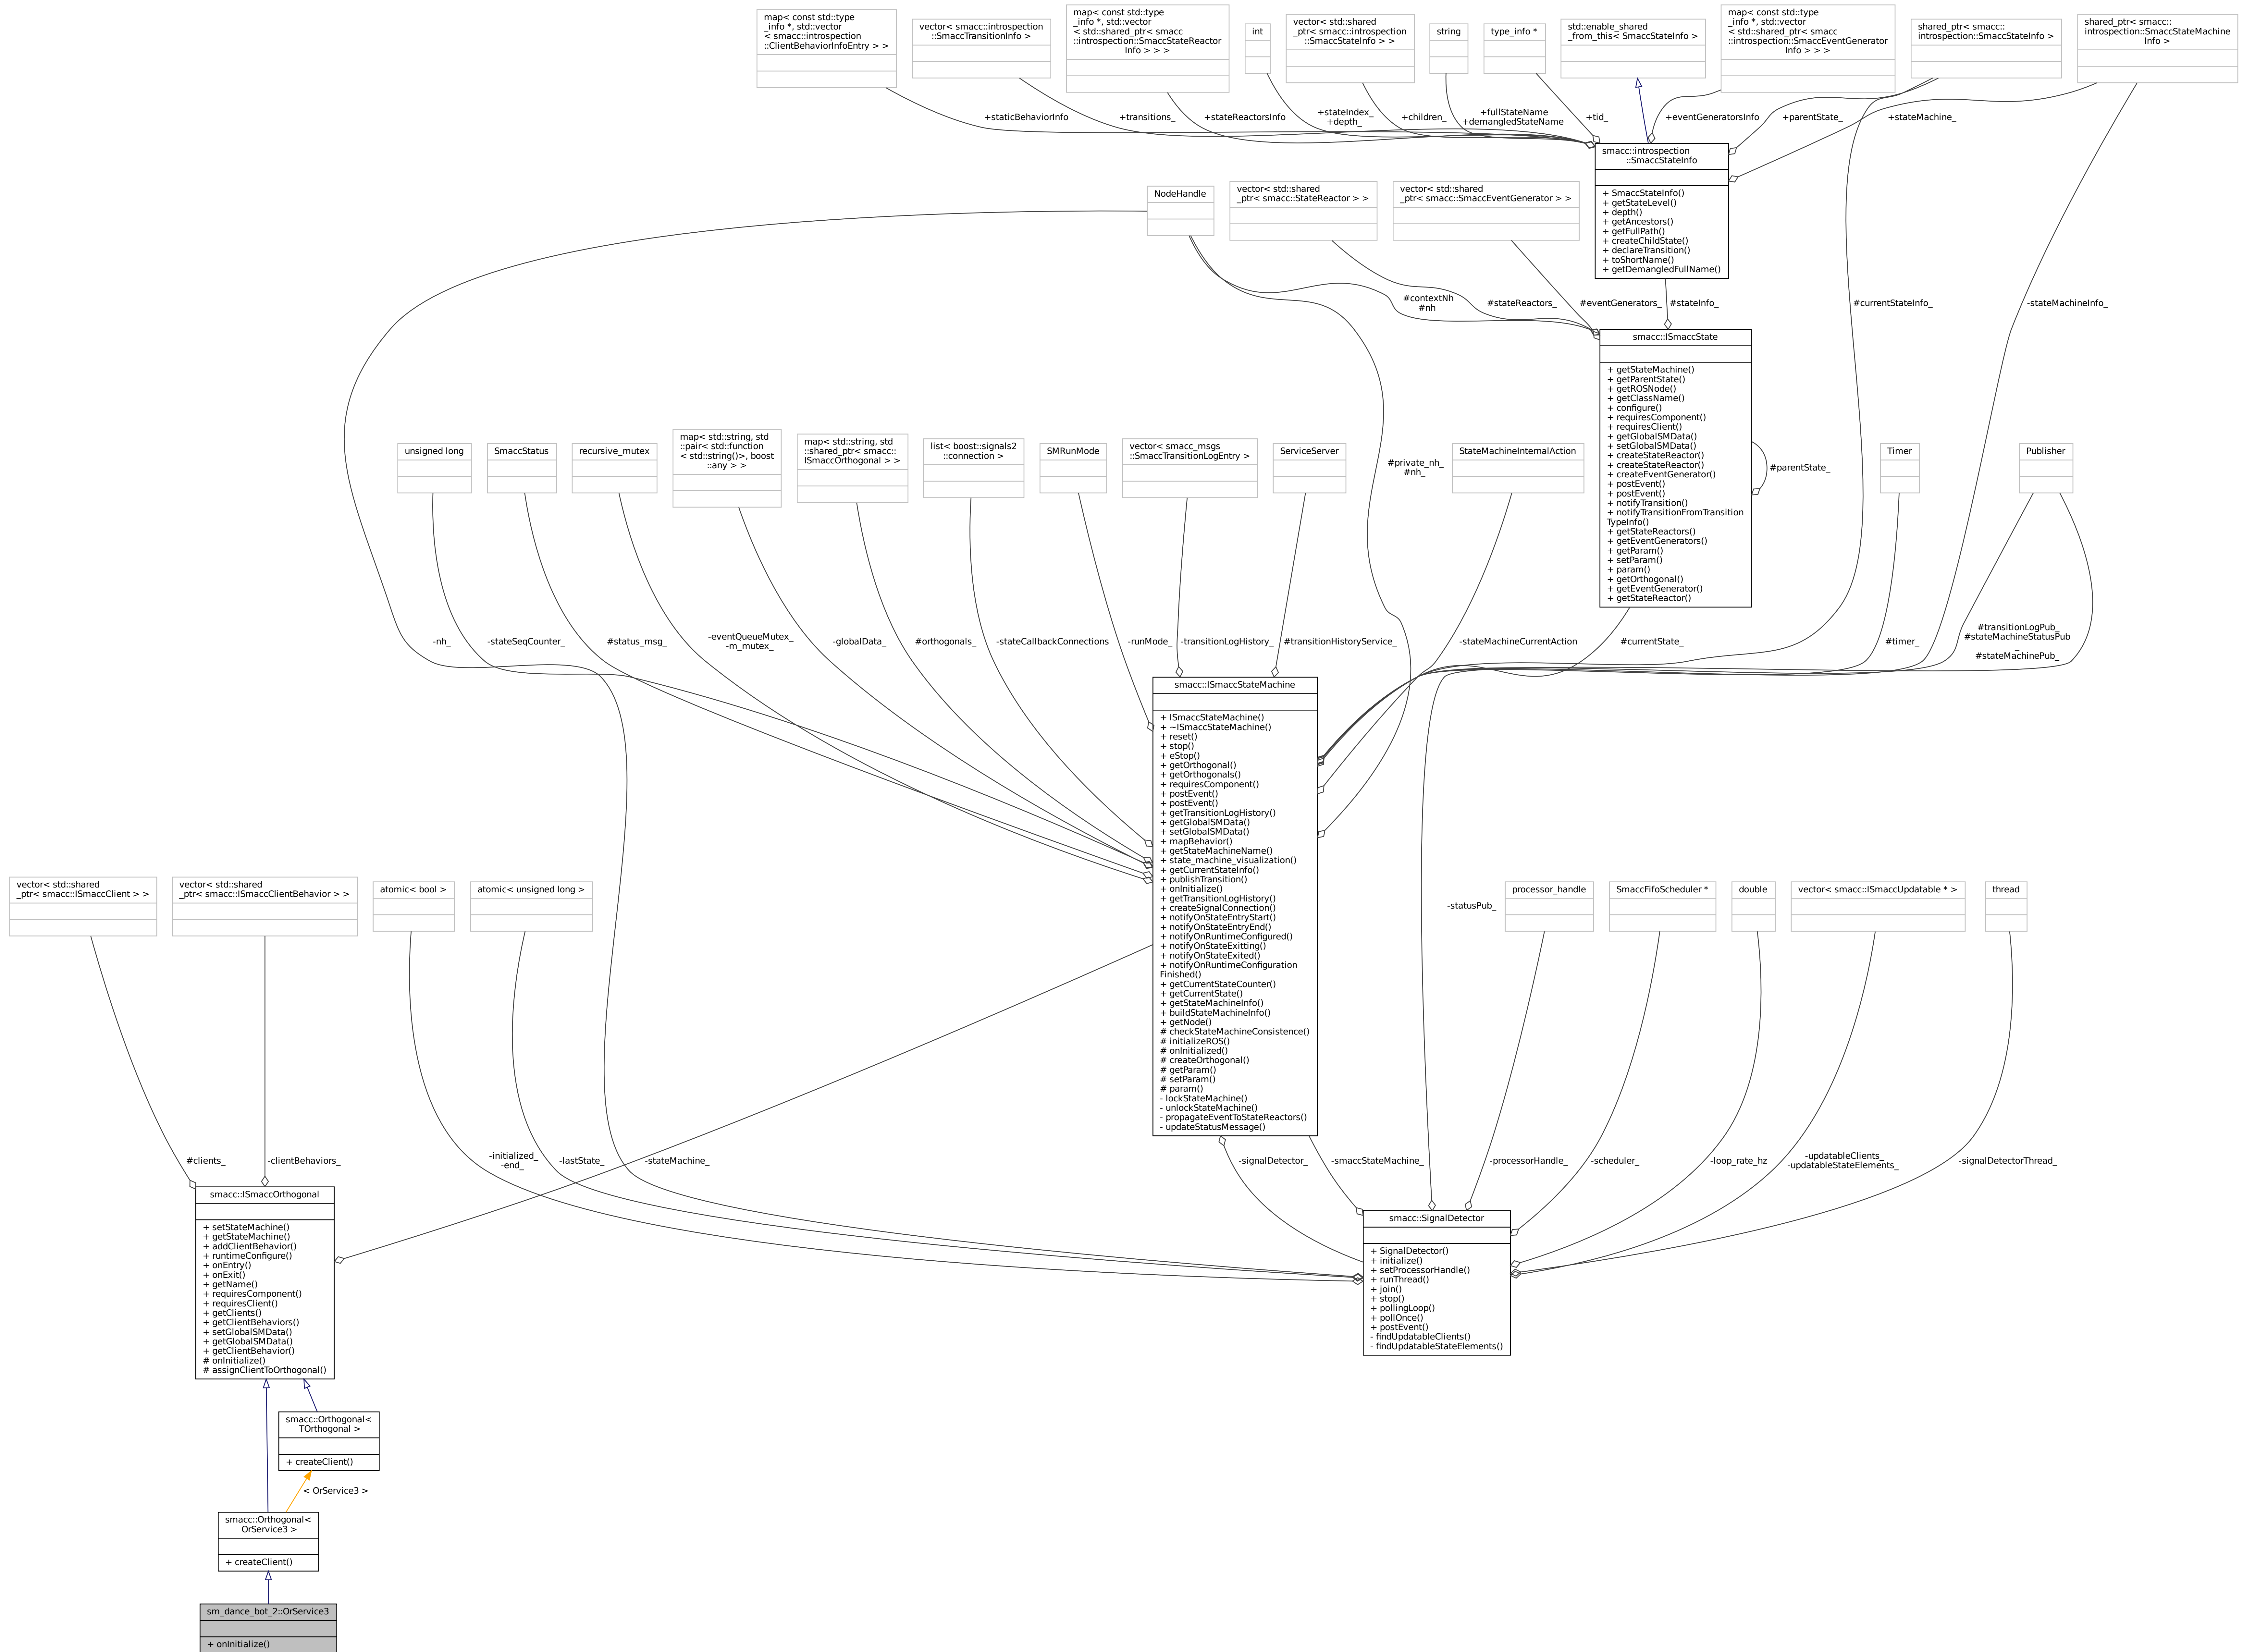 map< const std::type
_info *, std::vector
< smacc::introspection
::ClientBehaviorInfoEntry > >
vector< smacc::introspection
::SmaccTransitionInfo >
map< const std::type
_info *, std::vector
< std::shared_ptr< smacc
::introspection::SmaccStateReactor
Info > > >
int
vector< std::shared
_ptr< smacc::introspection
::SmaccStateInfo > >
string
type_info *
std::enable_shared
_from_this< SmaccStateInfo >
map< const std::type
_info *, std::vector
< std::shared_ptr< smacc
::introspection::SmaccEventGenerator
Info > > >
shared_ptr< smacc::
introspection::SmaccStateInfo >
shared_ptr< smacc::
introspection::SmaccStateMachine
Info >
+staticBehaviorInfo
+transitions_
+stateReactorsInfo
+stateIndex_
+depth_
+children_
+fullStateName
+demangledStateName
+tid_
+eventGeneratorsInfo
+parentState_
+stateMachine_
smacc::introspection
::SmaccStateInfo
+ SmaccStateInfo()
+ getStateLevel()
+ depth()
+ getAncestors()
+ getFullPath()
+ createChildState()
+ declareTransition()
+ toShortName()
+ getDemangledFullName()
NodeHandle
vector< std::shared
_ptr< smacc::StateReactor > >
vector< std::shared
_ptr< smacc::SmaccEventGenerator > >
#contextNh
#nh
#stateReactors_
#eventGenerators_
#stateInfo_
#currentStateInfo_
-stateMachineInfo_
smacc::ISmaccState
+ getStateMachine()
+ getParentState()
+ getROSNode()
+ getClassName()
+ configure()
+ requiresComponent()
+ requiresClient()
+ getGlobalSMData()
+ setGlobalSMData()
+ createStateReactor()
+ createStateReactor()
+ createEventGenerator()
+ postEvent()
+ postEvent()
+ notifyTransition()
+ notifyTransitionFromTransition
TypeInfo()
+ getStateReactors()
+ getEventGenerators()
+ getParam()
+ setParam()
+ param()
+ getOrthogonal()
+ getEventGenerator()
+ getStateReactor()
#parentState_
unsigned long
SmaccStatus
recursive_mutex
map< std::string, std
::pair< std::function
< std::string()>, boost
::any > >
map< std::string, std
::shared_ptr< smacc::
ISmaccOrthogonal > >
list< boost::signals2
::connection >
SMRunMode
vector< smacc_msgs
::SmaccTransitionLogEntry >
ServiceServer
#private_nh_
#nh_
StateMachineInternalAction
Timer
Publisher
-nh_
-stateSeqCounter_
#status_msg_
-eventQueueMutex_
-m_mutex_
-globalData_
#orthogonals_
-stateCallbackConnections
-runMode_
-transitionLogHistory_
#transitionHistoryService_
-stateMachineCurrentAction
#currentState_
#timer_
#transitionLogPub_
#stateMachineStatusPub
_
#stateMachinePub_
smacc::ISmaccStateMachine
+ ISmaccStateMachine()
+ ~ISmaccStateMachine()
+ reset()
+ stop()
+ eStop()
+ getOrthogonal()
+ getOrthogonals()
+ requiresComponent()
+ postEvent()
+ postEvent()
+ getTransitionLogHistory()
+ getGlobalSMData()
+ setGlobalSMData()
+ mapBehavior()
+ getStateMachineName()
+ state_machine_visualization()
+ getCurrentStateInfo()
+ publishTransition()
+ onInitialize()
+ getTransitionLogHistory()
+ createSignalConnection()
+ notifyOnStateEntryStart()
+ notifyOnStateEntryEnd()
+ notifyOnRuntimeConfigured()
+ notifyOnStateExitting()
+ notifyOnStateExited()
+ notifyOnRuntimeConfiguration
Finished()
+ getCurrentStateCounter()
+ getCurrentState()
+ getStateMachineInfo()
+ buildStateMachineInfo()
+ getNode()
# checkStateMachineConsistence()
# initializeROS()
# onInitialized()
# createOrthogonal()
# getParam()
# setParam()
# param()
- lockStateMachine()
- unlockStateMachine()
- propagateEventToStateReactors()
- updateStatusMessage()
vector< std::shared
_ptr< smacc::ISmaccClient > >
vector< std::shared
_ptr< smacc::ISmaccClientBehavior > >
atomic< bool >
atomic< unsigned long >
-statusPub_
processor_handle
SmaccFifoScheduler *
double
vector< smacc::ISmaccUpdatable * >
thread
#clients_
-clientBehaviors_
-initialized_
-end_
-lastState_
-stateMachine_
-signalDetector_
-smaccStateMachine_
-processorHandle_
-scheduler_
-loop_rate_hz
-updatableClients_
-updatableStateElements_
-signalDetectorThread_
smacc::ISmaccOrthogonal
+ setStateMachine()
+ getStateMachine()
+ addClientBehavior()
+ runtimeConfigure()
+ onEntry()
+ onExit()
+ getName()
+ requiresComponent()
+ requiresClient()
+ getClients()
+ getClientBehaviors()
+ setGlobalSMData()
+ getGlobalSMData()
+ getClientBehavior()
# onInitialize()
# assignClientToOrthogonal()
smacc::SignalDetector
+ SignalDetector()
+ initialize()
+ setProcessorHandle()
+ runThread()
+ join()
+ stop()
+ pollingLoop()
+ pollOnce()
+ postEvent()
- findUpdatableClients()
- findUpdatableStateElements()
smacc::Orthogonal<
TOrthogonal >
+ createClient()
< OrService3 >
smacc::Orthogonal<
OrService3 >
+ createClient()
sm_dance_bot_2::OrService3
+ onInitialize()